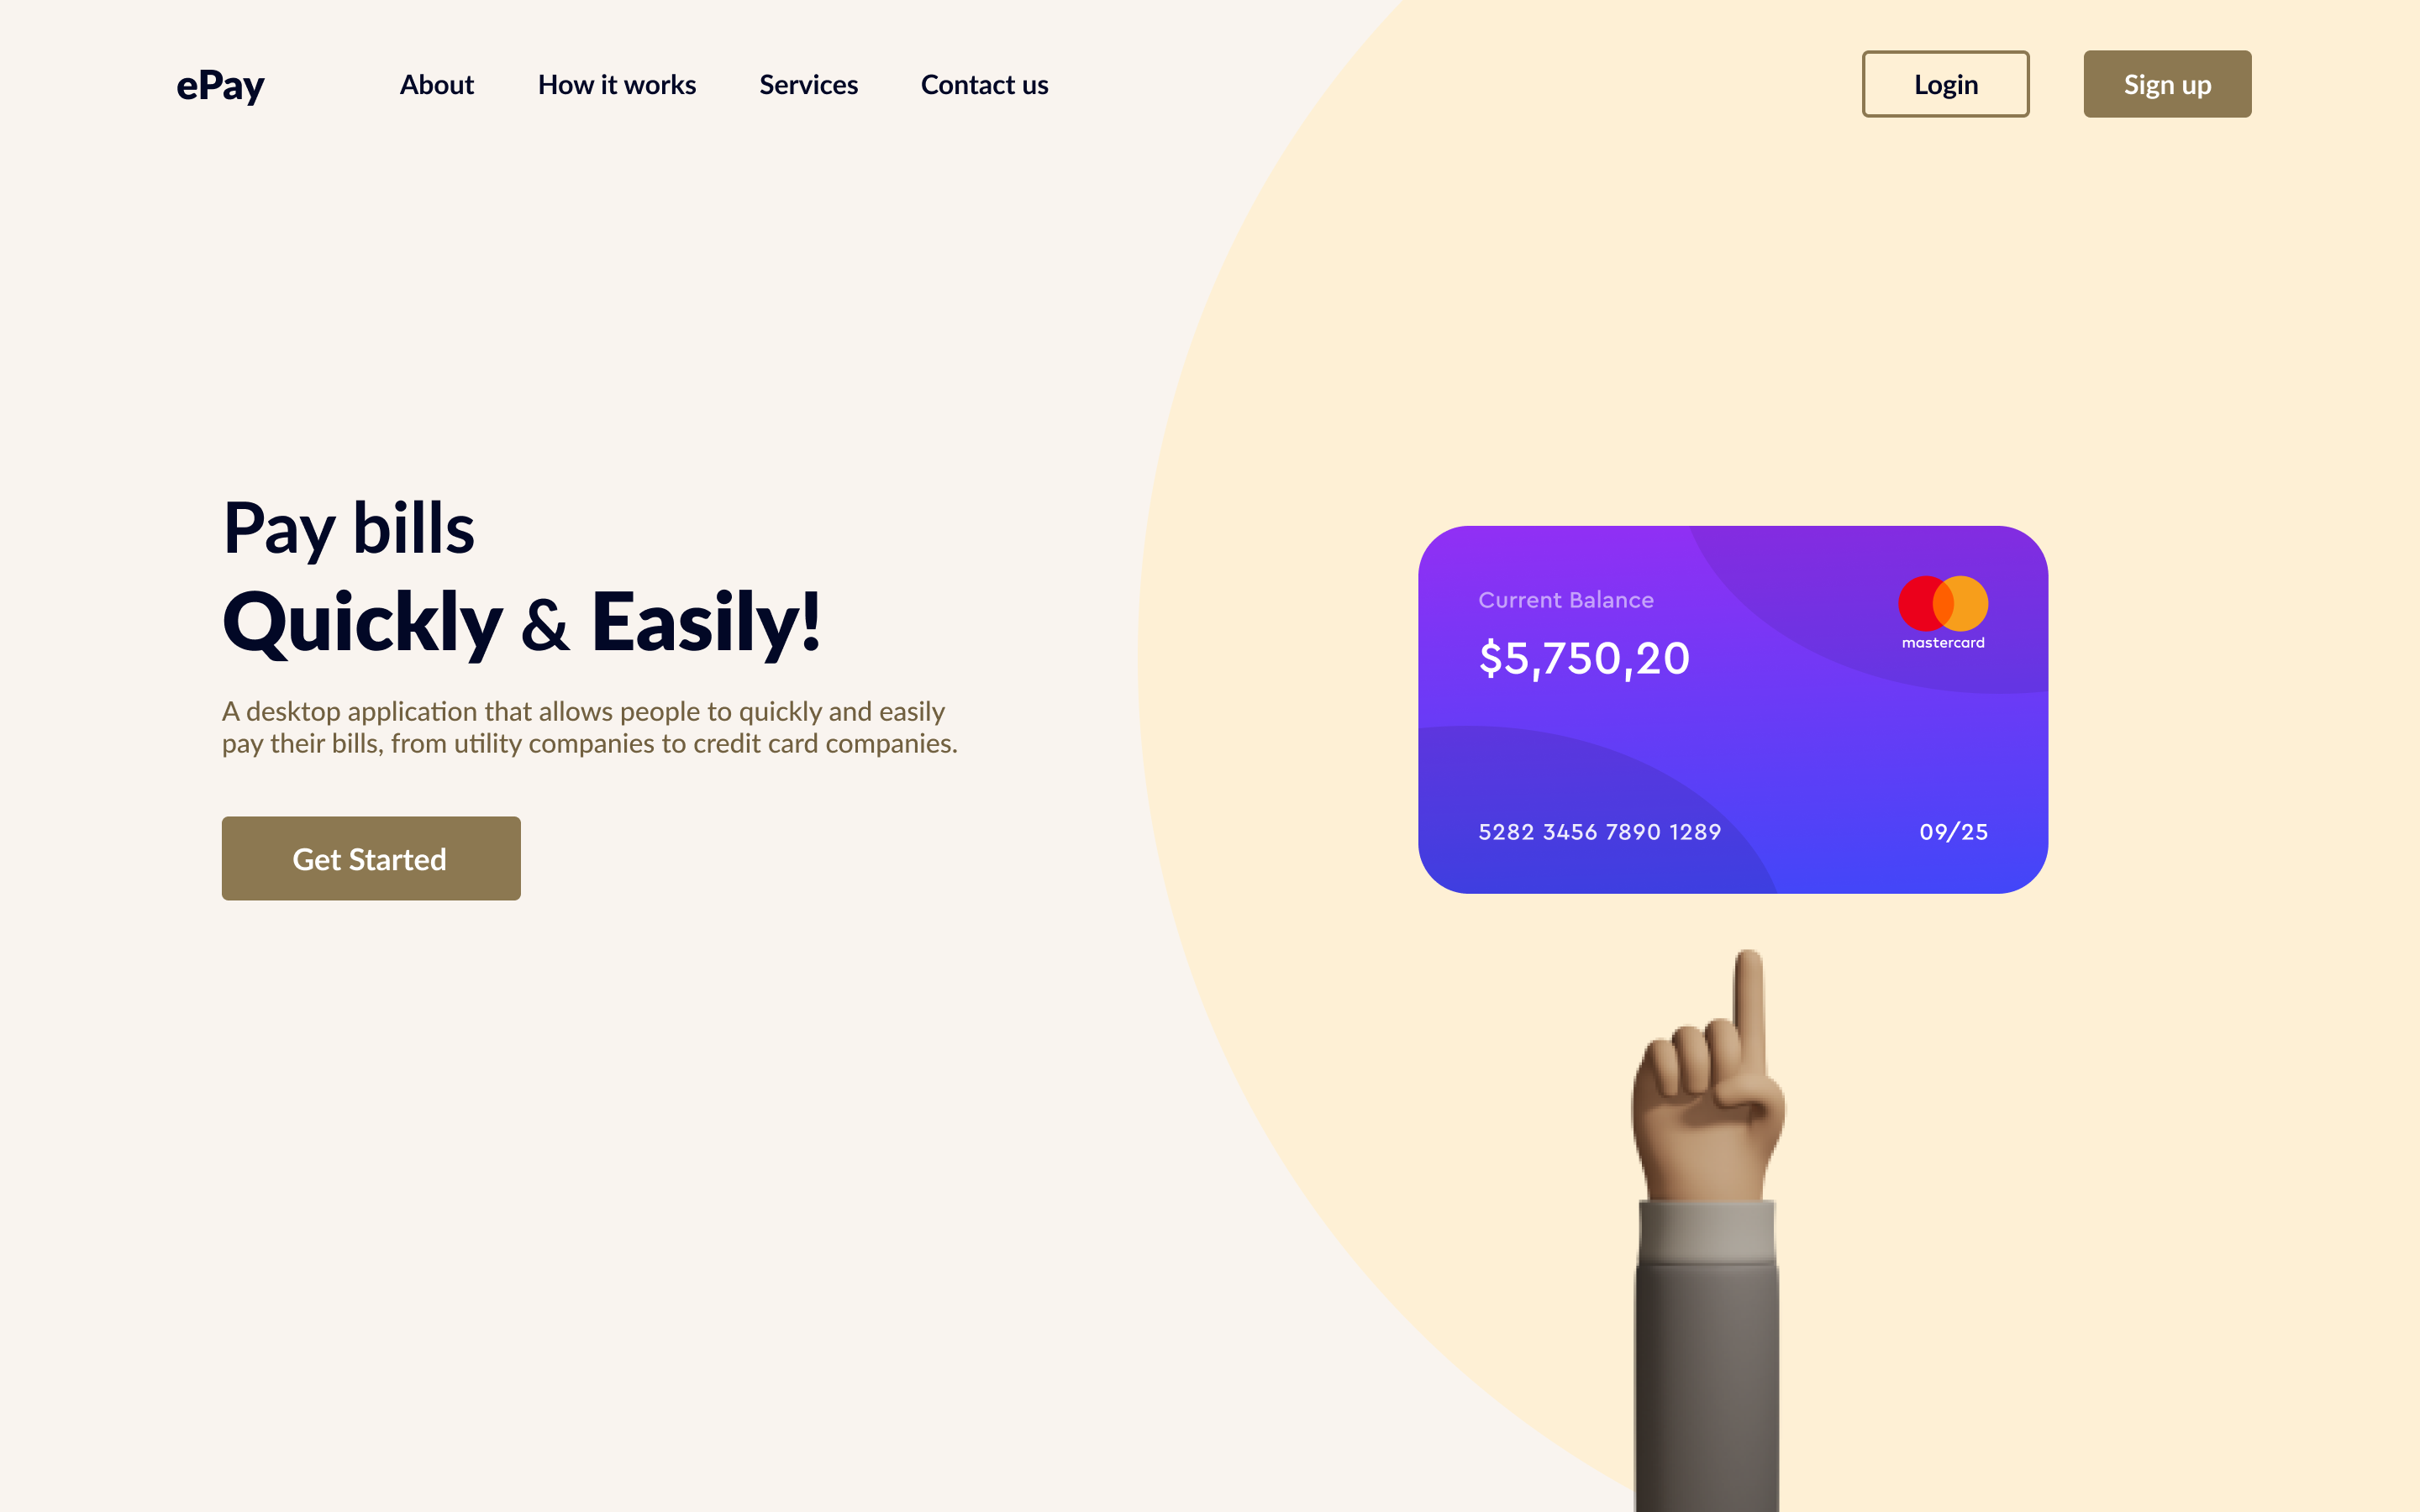 ePay
About
How it works
Services
Contact us
Login
Sign up
Pay bills
Quickly & Easily!
A desktop application that allows people to quickly and easily
pay their bills, from utility companies to credit card companies.
Get Started
Current Balance
$5,750,20
mastercard
5282 3456 7890 1289
09/25